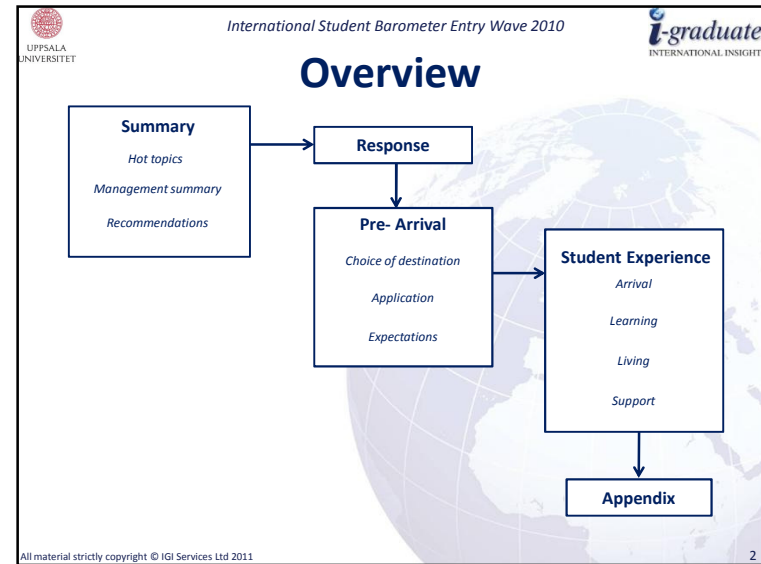 UPPSALA
UNIVERSITET
International Student Barometer Entry Wave 2010
i-graduate
INTERNATIONAL INSIGHT
Overview
Summary
Hot topics
Management summary
Recommendations
Response
Pre- Arrival
Choice of destination
Application
Expectations
Student Experience
Arrival
Learning
Living
Support
Appendix
All material strictly copyright © IGI Services Ltd 2011
2